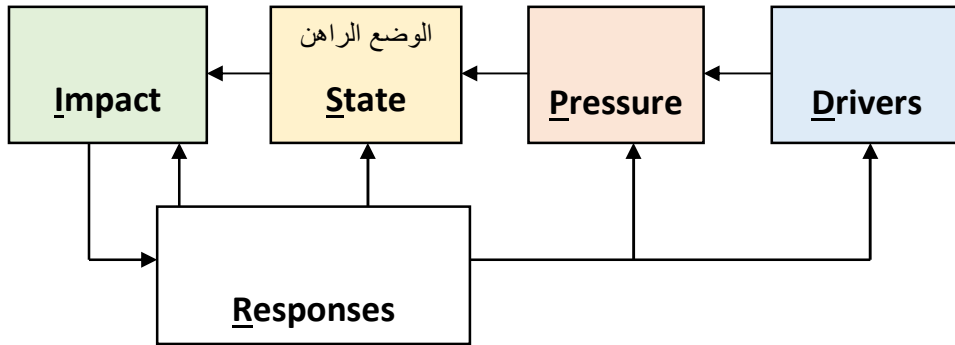 الوضع الراهن
Impact
State
Pressure
Drivers
Responses